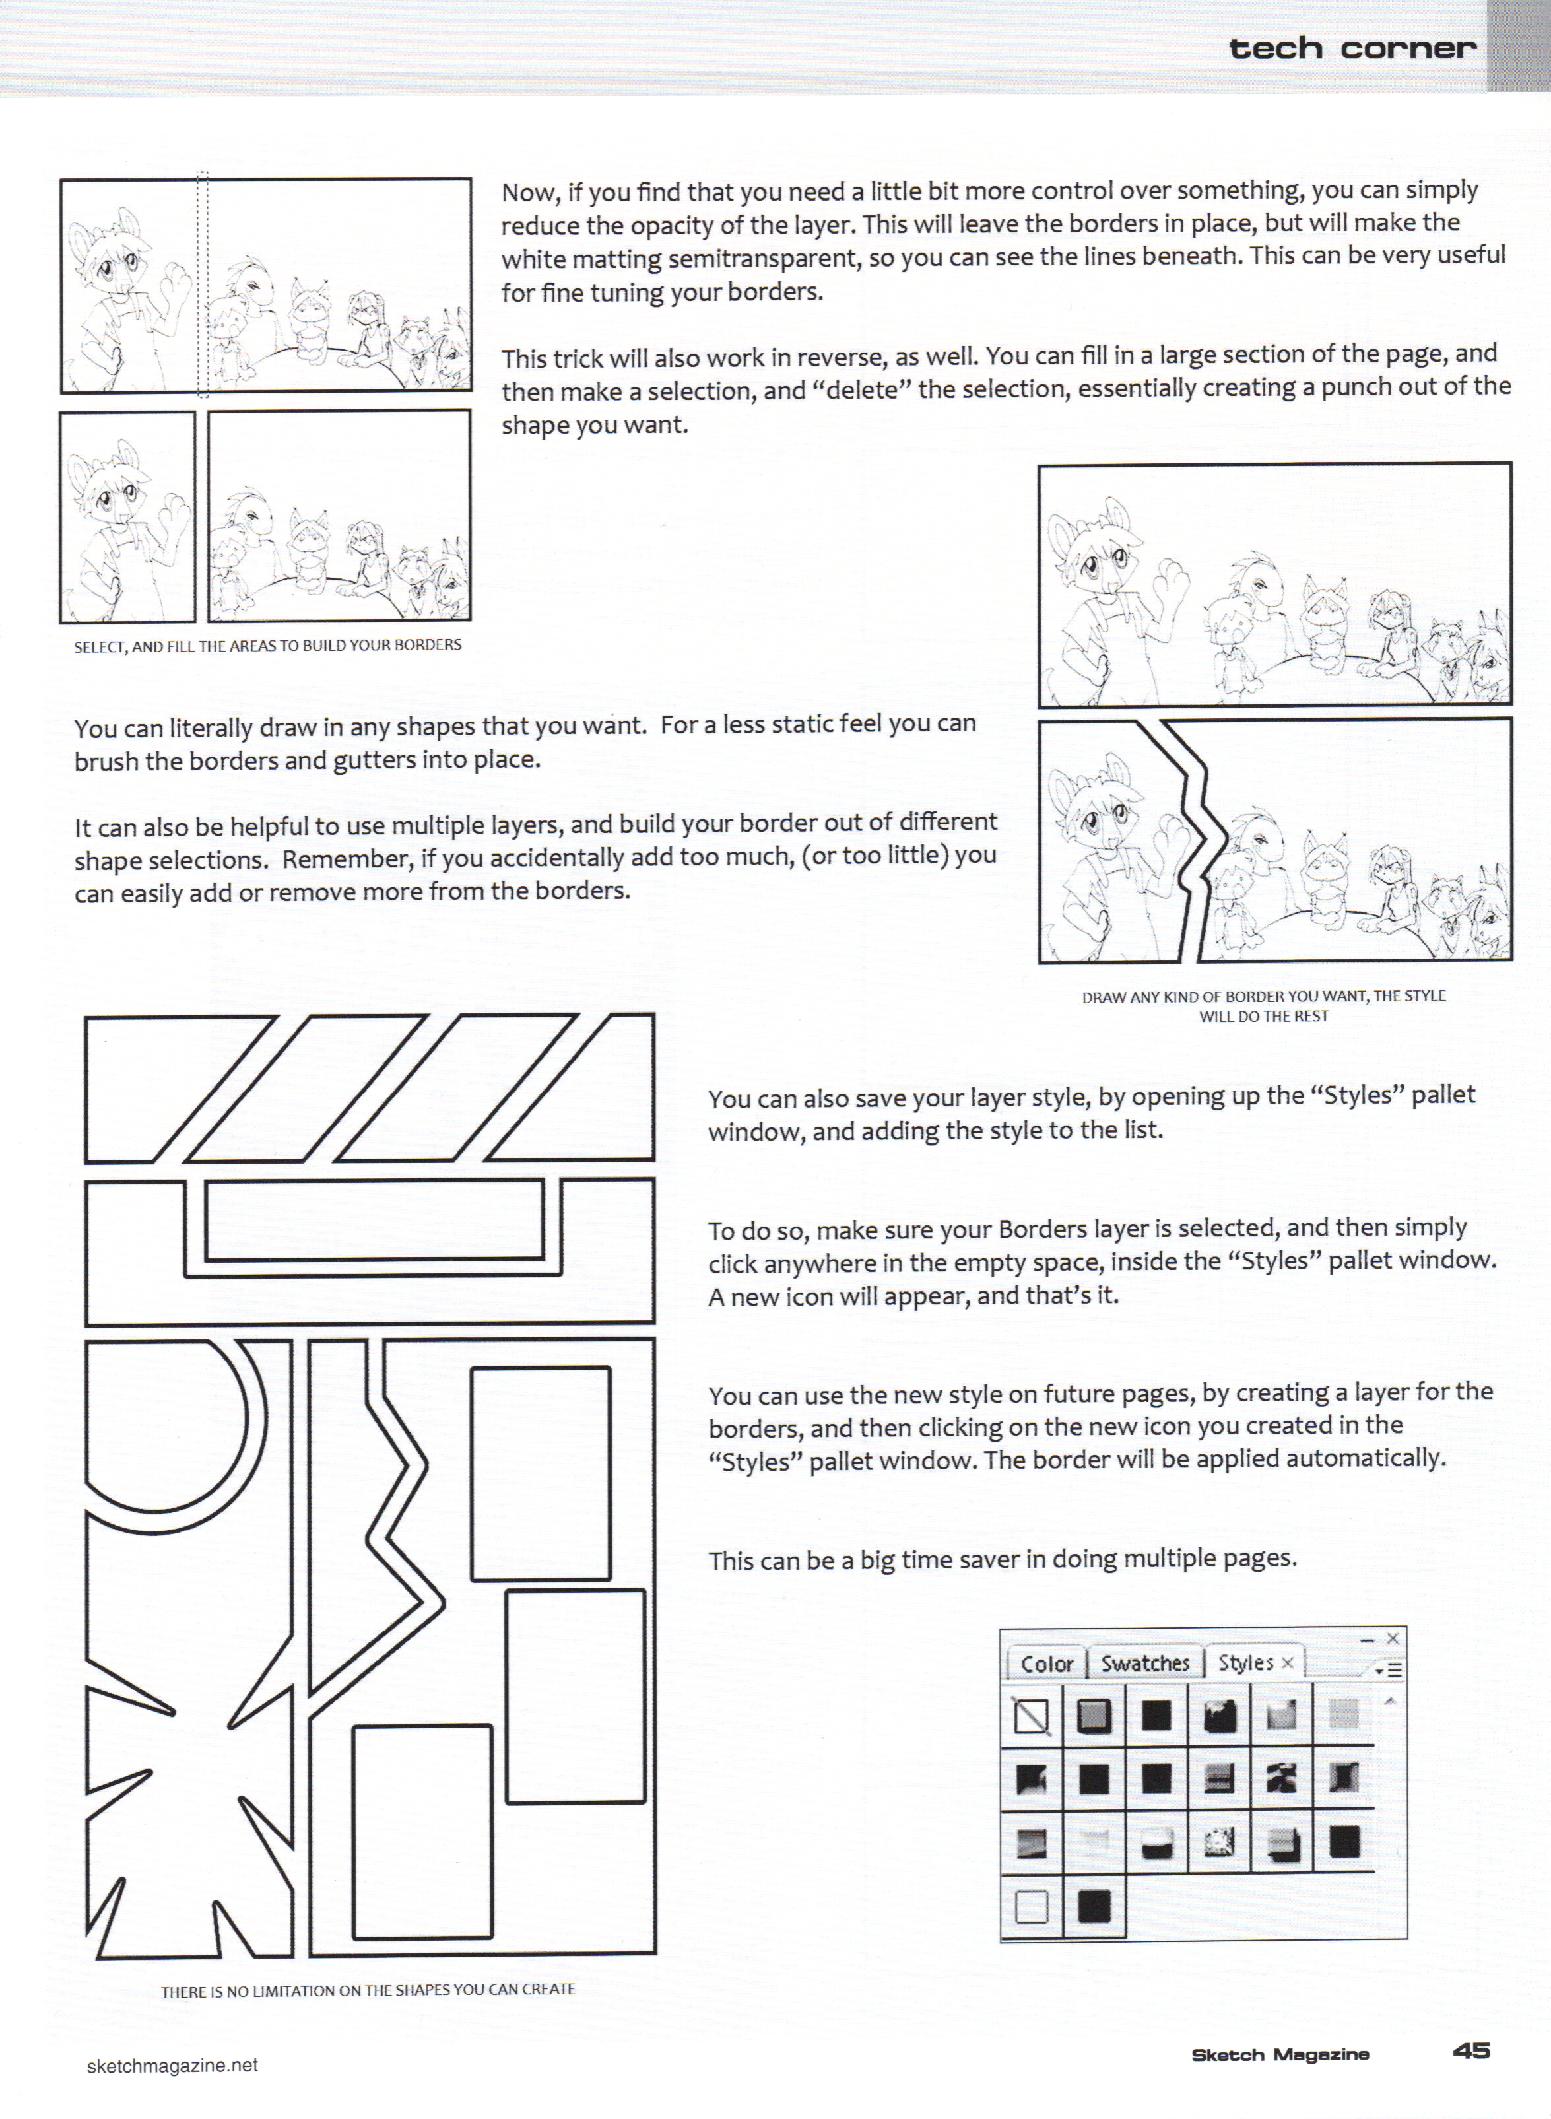 tech corner
Now, if you find that you need a little bit more control over something, you can simply
reduce the opacity of the layer. This will leave the borders in place, but will make the
white matting semitransparent, so you can see the lines beneath. This can be very useful
for fine tuning your borders.
This trick will also work in reverse, as well. You can fill in a large section of the page, and
then make a selection, and “delete” the selection, essentially creating a punch out of the
shape you want.
SELECT, AND FILL THE AREAS TO BUILD YOUR BORDERS
You can literally draw in any shapes that you want. For a less static feel you can
brush the borders and gutters into place.
It can also be helpful to use multiple layers, and build your border out of different
shape selections. Remember, if you accidentally add too much, (or too little) you
can easily add or remove more from the borders.
DRAW ANY KIND OF BORDER YOU WANT, THE STYLE
WILL DO THE REST
You can also save your layer style, by opening up the “Styles” pallet
window, and adding the style to the list.
To do so, make sure your Borders layer is selected, and then simply
click anywhere in the empty space, inside the “Styles” pallet window.
A new icon will appear, and that’s it.
You can use the new style on future pages, by creating a layer for the
borders, and then clicking on the new icon you created in the
“Styles” pallet window. The border will be applied automatically.
This can be a big time saver in doing multiple pages.
Color Swatches Styles
THERE IS NO LIMITATION ON THE SHAPES YOU CAN CREATE
sketchmagazine.net
Sketch Magazine 45